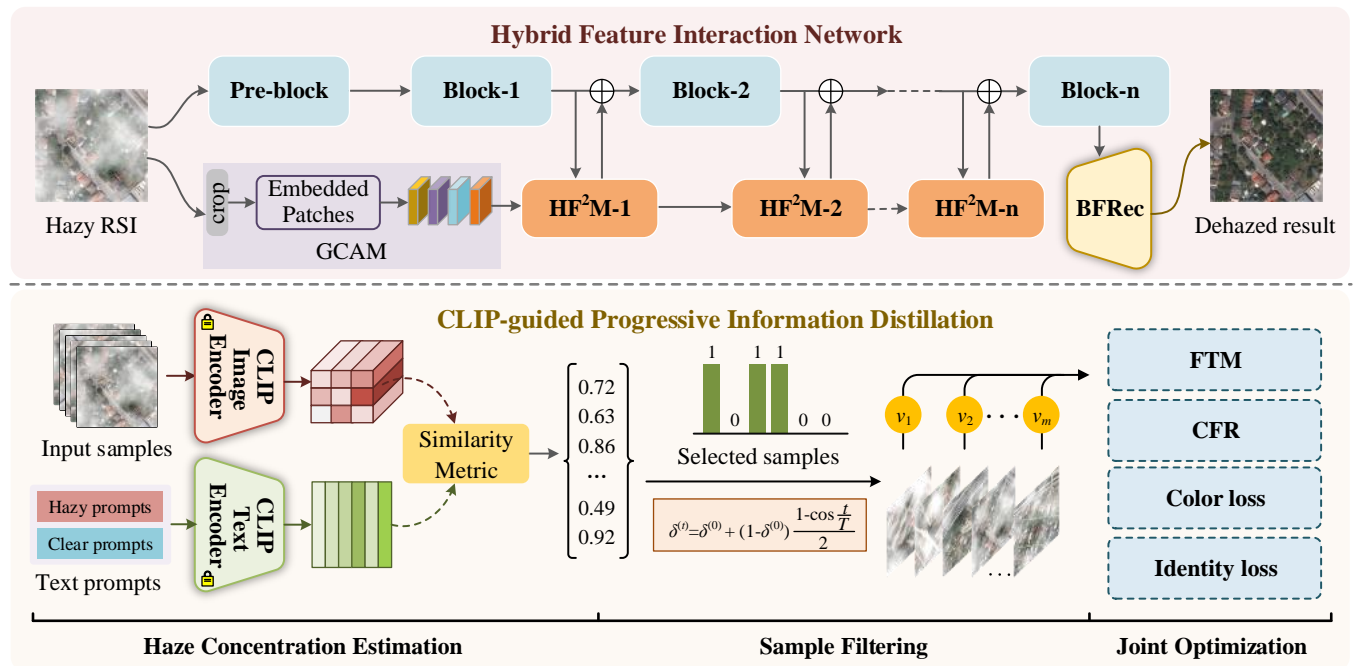 Hybrid Feature Interaction Network
Pre-block
Block-1
Block-2
Block-n
Hazy RSI
crop
Embedded
Patches
GCAM
HF²M-1
HF²M-2
HF²M-n
BFRec
Dehazed result
CLIP-guided Progressive Information Distillation
CLIP
Image
Encoder
Input samples
Hazy prompts
Clear prompts
Text prompts
CLIP
Text
Encoder
Similarity
Metric
0.72
0.63
0.86
...
0.49
0.92
1 0 1 1 0 0
Selected samples
δ⁽ᵗ⁾=δ⁽⁰⁾ + (1-δ⁽⁰⁾) (1-cos t/T)/2
v₁ v₂ ··· vₘ
...
FTM
CFR
Color loss
Identity loss
Haze Concentration Estimation
Sample Filtering
Joint Optimization